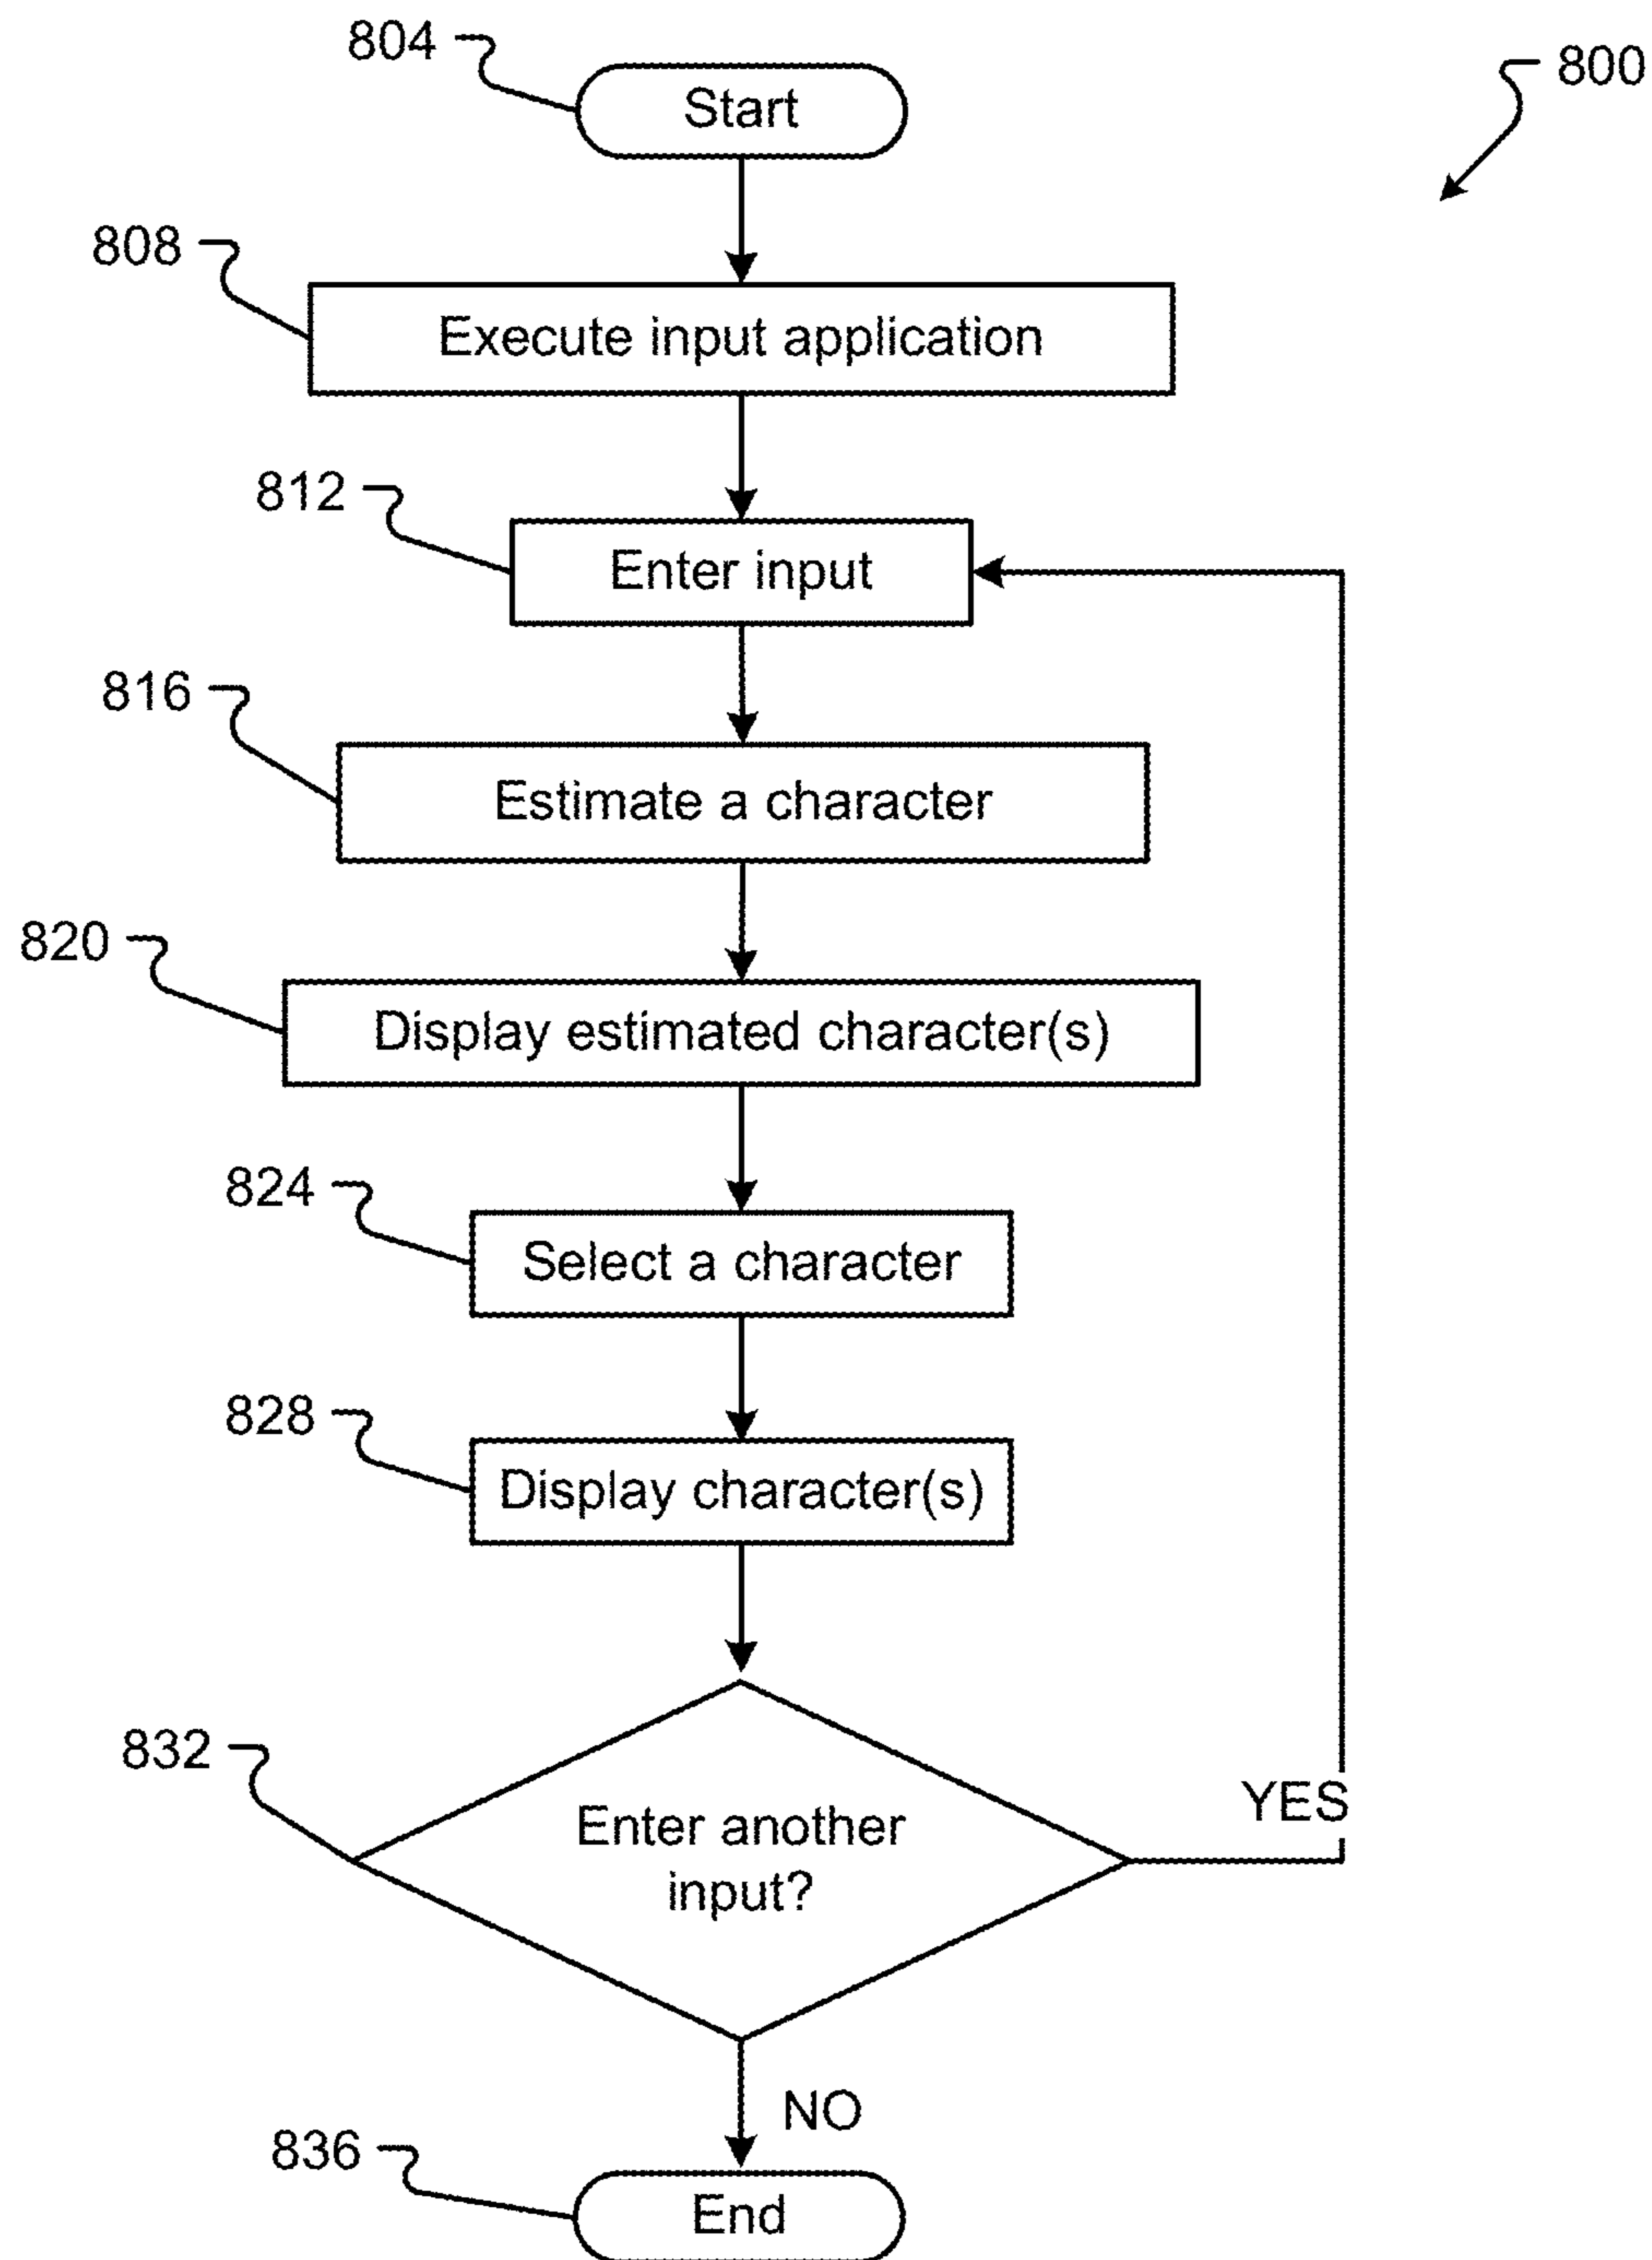 804
Start
800
808
Execute input application
812
Enter input
816
Estimate a character
820
Display estimated character(s)
824
Select a character
828
Display character(s)
832
Enter another
input?
YES
NO
836
End